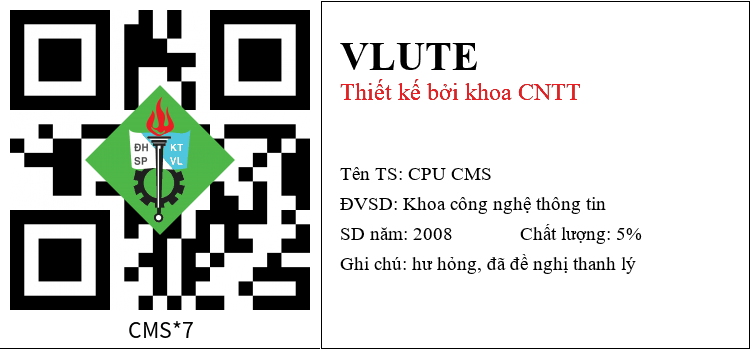 ĐH KT
SP VL
CMS*7
VLUTE
Thiết kế bởi khoa CNTT
Tên TS: CPU CMS
ĐVSD: Khoa công nghệ thông tin
SD năm: 2008 Chất lượng: 5%
Ghi chú: hư hỏng, đã đề nghị thanh lý